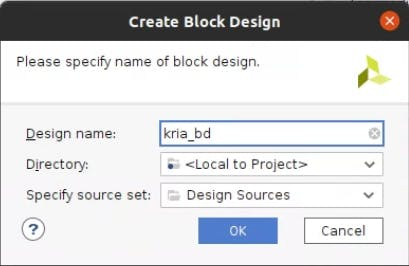 Create Block Design
Please specify name of block design.
Design name: kria_bd
Directory: <Local to Project>
Specify source set: Design Sources
? OK Cancel